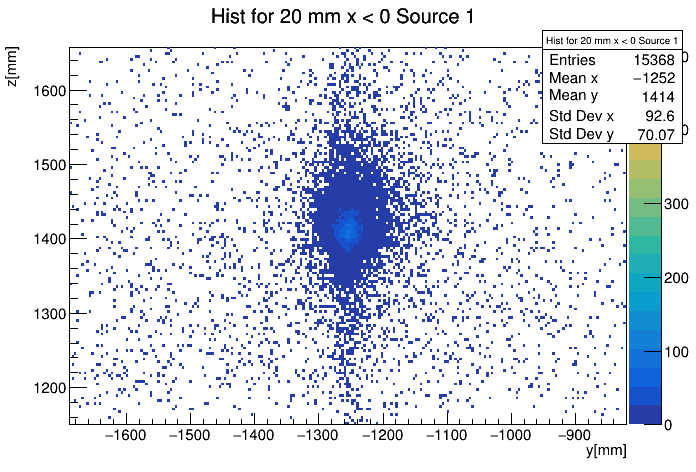 Hist for 20 mm x < 0 Source 1
z[mm]
Hist for 20 mm x < 0 Source 1
Entries 15368
Mean x −1252
Mean y 1414
Std Dev x 92.6
Std Dev y 70.07
1600
1500
1400
1300
1200
0
0
300
200
100
0
−1600 −1500 −1400 −1300 −1200 −1100 −1000 −900
y[mm]